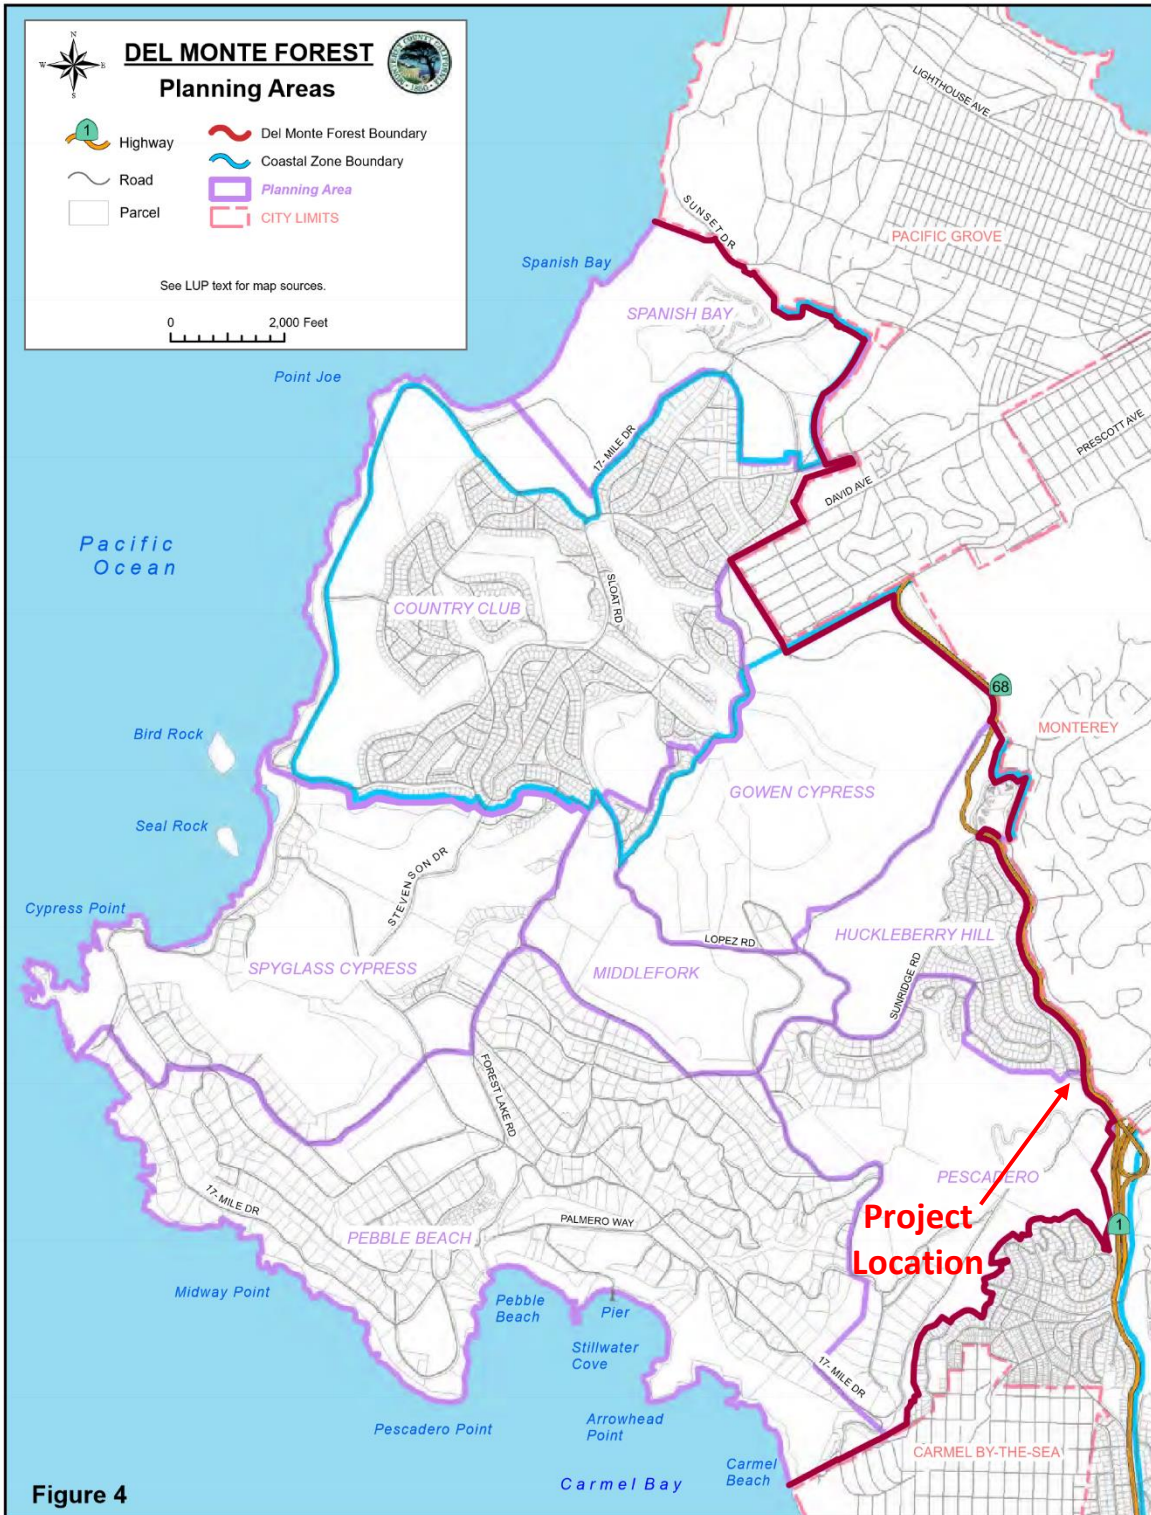 DEL MONTE FOREST
Planning Areas
N
W
E
S
1
Highway
Road
Parcel
Del Monte Forest Boundary
Coastal Zone Boundary
Planning Area
CITY LIMITS
See LUP text for map sources.
0
2,000 Feet
LIGHTHOUSE AVE
SUNSET DR
PACIFIC GROVE
Spanish Bay
SPANISH BAY
Point Joe
17- MILE DR
PRESCOTT AVE
DAVID AVE
Pacific
Ocean
COUNTRY CLUB
SLOAT RD
68
MONTEREY
Bird Rock
GOWEN CYPRESS
Seal Rock
STEVENSON DR
Cypress Point
HUCKLEBERRY HILL
LOPEZ RD
SPYGLASS CYPRESS
MIDDLEFORK
SUNRIDGE RD
FOREST LAKE RD
PESCADERO
Project
Location
17- MILE DR
PALMERO WAY
1
PEBBLE BEACH
Midway Point
Pebble
Beach
Pier
Stillwater
Cove
17- MILE DR
Pescadero Point
Arrowhead
Point
CARMEL BY-THE-SEA
Carmel
Beach
Carmel Bay
Figure 4